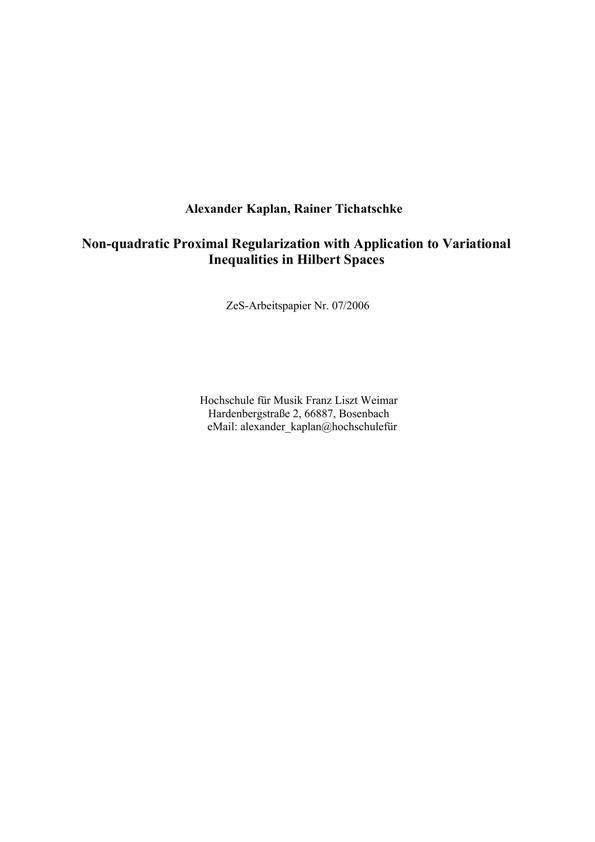 Alexander Kaplan, Rainer Tichatschke
Non-quadratic Proximal Regularization with Application to Variational
Inequalities in Hilbert Spaces
ZeS-Arbeitspapier Nr. 07/2006
Hochschule für Musik Franz Liszt Weimar
Hardenbergstraße 2, 66887, Bosenbach
eMail: alexander_kaplan@hochschulefür